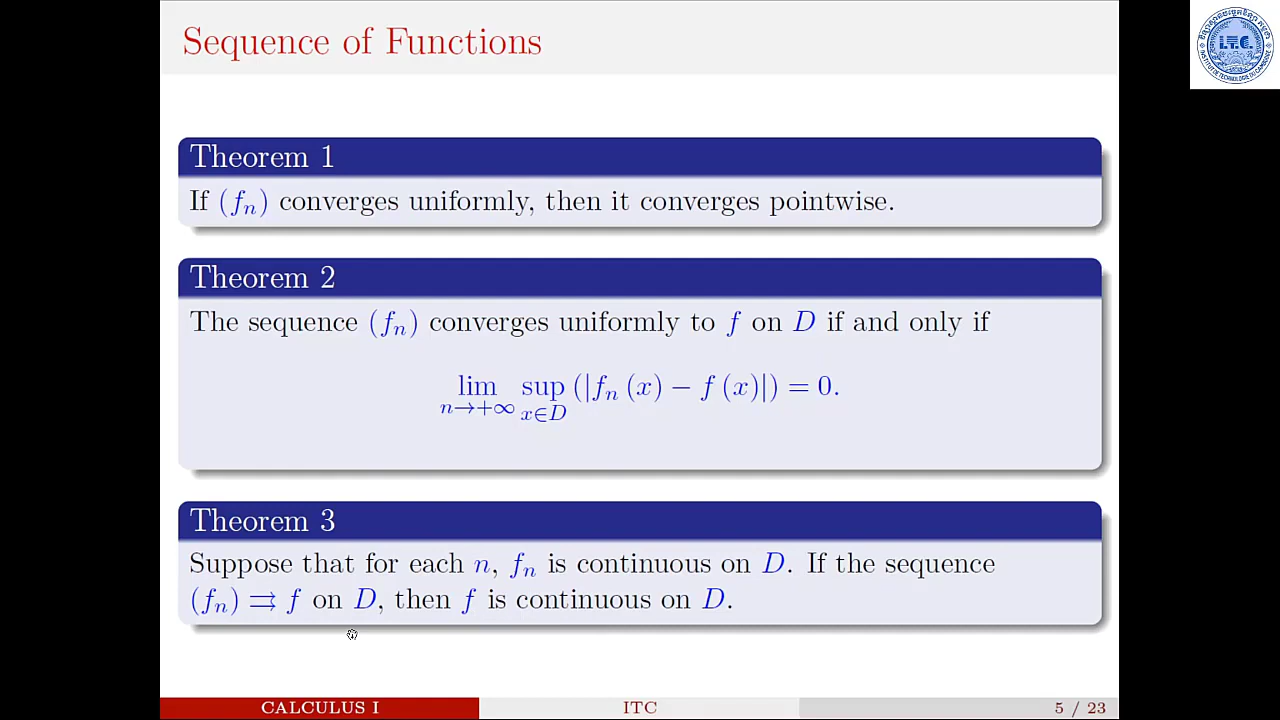 Sequence of Functions
I.T.C.
Theorem 1
If (fₙ) converges uniformly, then it converges pointwise.
Theorem 2
The sequence (fₙ) converges uniformly to f on D if and only if
lim sup (|fₙ (x) − f (x)|) = 0.
n→+∞ x∈D
Theorem 3
Suppose that for each n, fₙ is continuous on D. If the sequence
(fₙ) ⇉ f on D, then f is continuous on D.
CALCULUS I
ITC
5 / 23